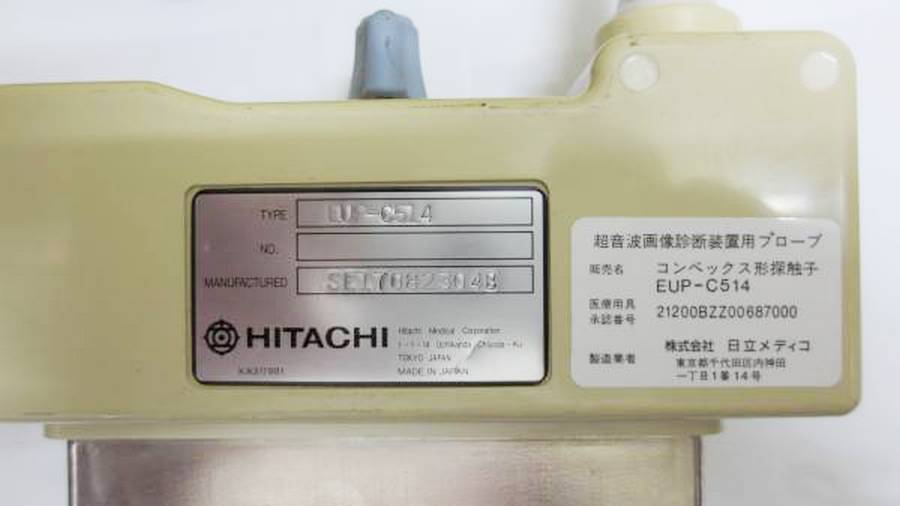 TYPE EUP-C514
NO.
MANUFACTURED SE17082304B
HITACHI
Hitachi Medical Corporation
TOKYO JAPAN
MADE IN JAPAN
超音波画像診断装置用プローブ
販売名 コンベックス形探触子
EUP-C514
医療用具
承認番号 21200BZZ00687000
製造業者 株式会社 日立メディコ
東京都千代田区内神田
一丁目1番14号